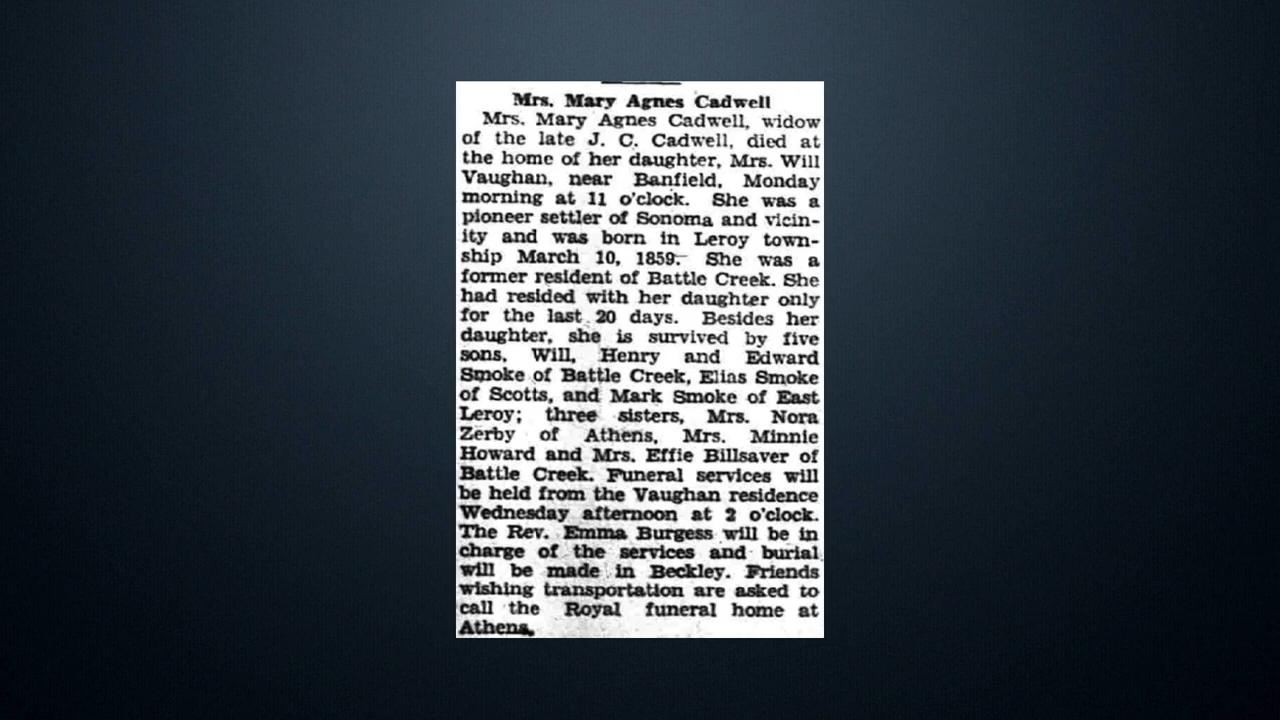 Mrs. Mary Agnes Cadwell
Mrs. Mary Agnes Cadwell, widow
of the late J. C. Cadwell, died at
the home of her daughter, Mrs. Will
Vaughan, near Banfield, Monday
morning at 11 o'clock. She was a
pioneer settler of Sonoma and vicin-
ity and was born in Leroy town-
ship March 10, 1859. She was a
former resident of Battle Creek. She
had resided with her daughter only
for the last 20 days. Besides her
daughter, she is survived by five
sons, Will, Henry and Edward
Smoke of Battle Creek, Elias Smoke
of Scotts, and Mark Smoke of East
Leroy; three sisters, Mrs. Nora
Zerby of Athens, Mrs. Minnie
Howard and Mrs. Effie Billsaver of
Battle Creek. Funeral services will
be held from the Vaughan residence
Wednesday afternoon at 2 o'clock.
The Rev. Emma Burgess will be in
charge of the services and burial
will be made in Beckley. Friends
wishing transportation are asked to
call the Royal funeral home at
Athens.